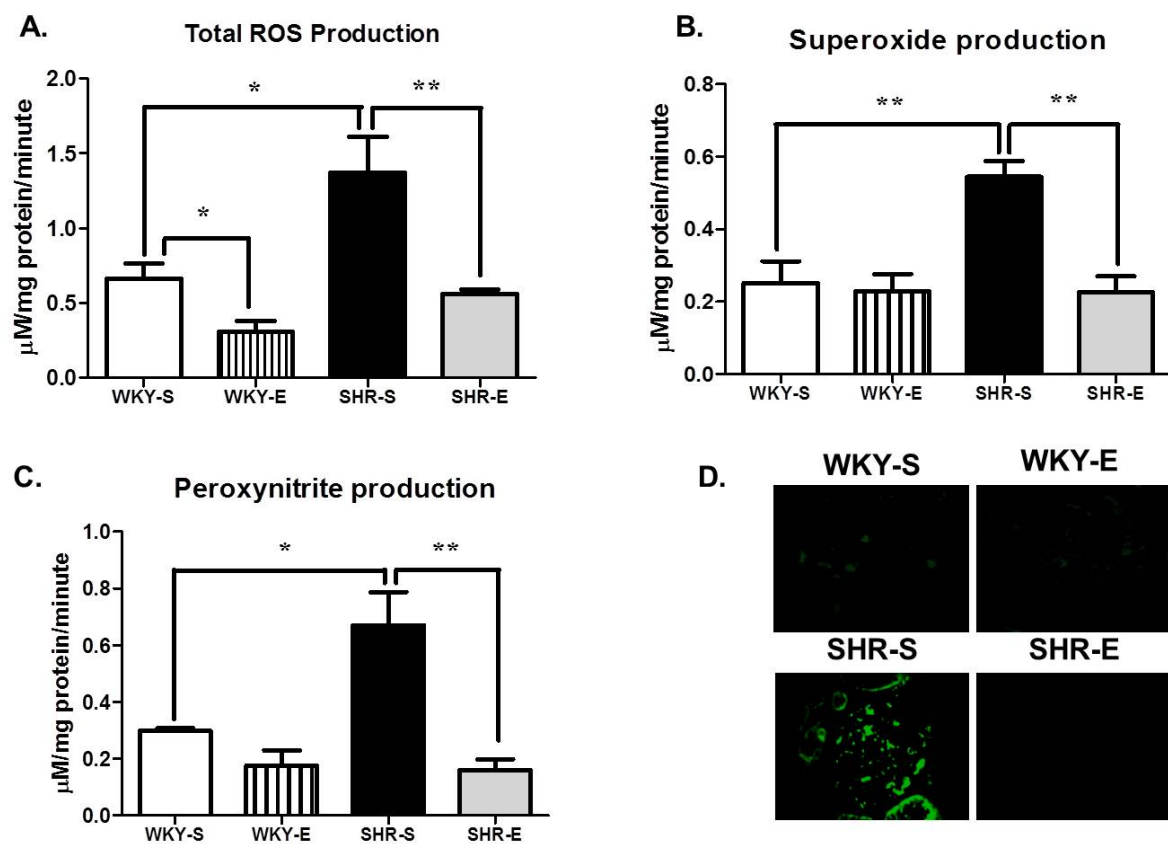 A.
Total ROS Production
μM/mg protein/minute
2.0
1.5
1.0
0.5
0.0
*
**
*
WKY-S WKY-E SHR-S SHR-E
B.
Superoxide production
μM/mg protein/minute
0.8
0.6
0.4
0.2
0.0
**
**
WKY-S WKY-E SHR-S SHR-E
C.
Peroxynitrite production
μM/mg protein/minute
1.0
0.8
0.6
0.4
0.2
0.0
*
**
WKY-S WKY-E SHR-S SHR-E
D.
WKY-S WKY-E
SHR-S SHR-E